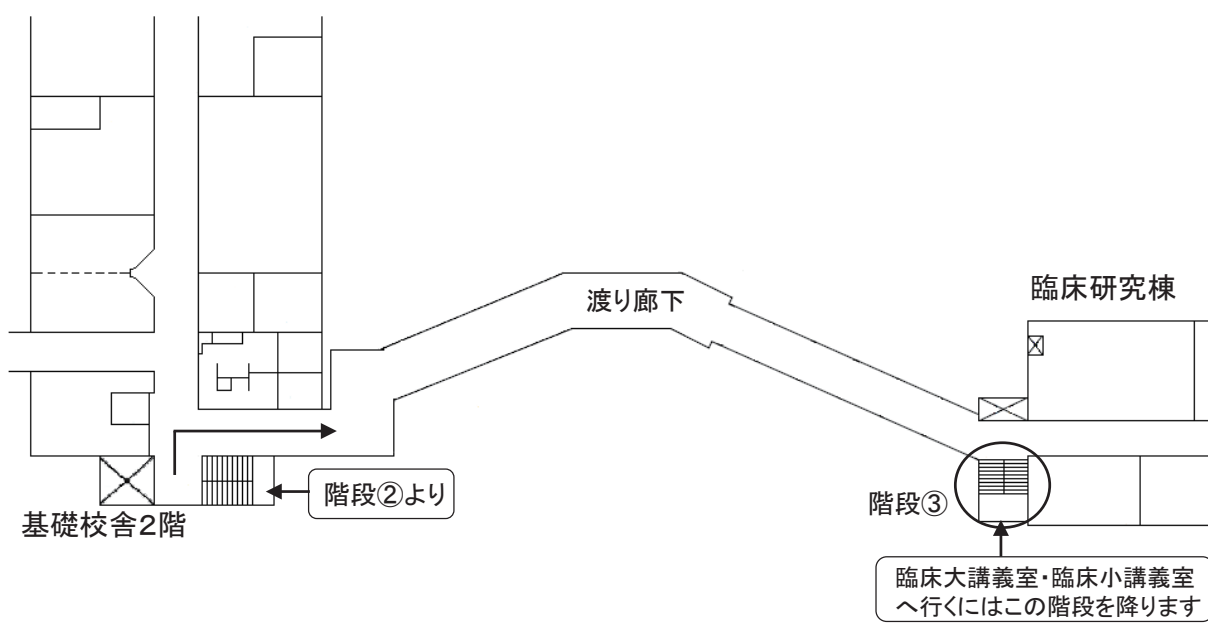 渡り廊下
臨床研究棟
階段②より
階段③
基礎校舎2階
臨床大講義室・臨床小講義室
へ行くにはこの階段を降ります